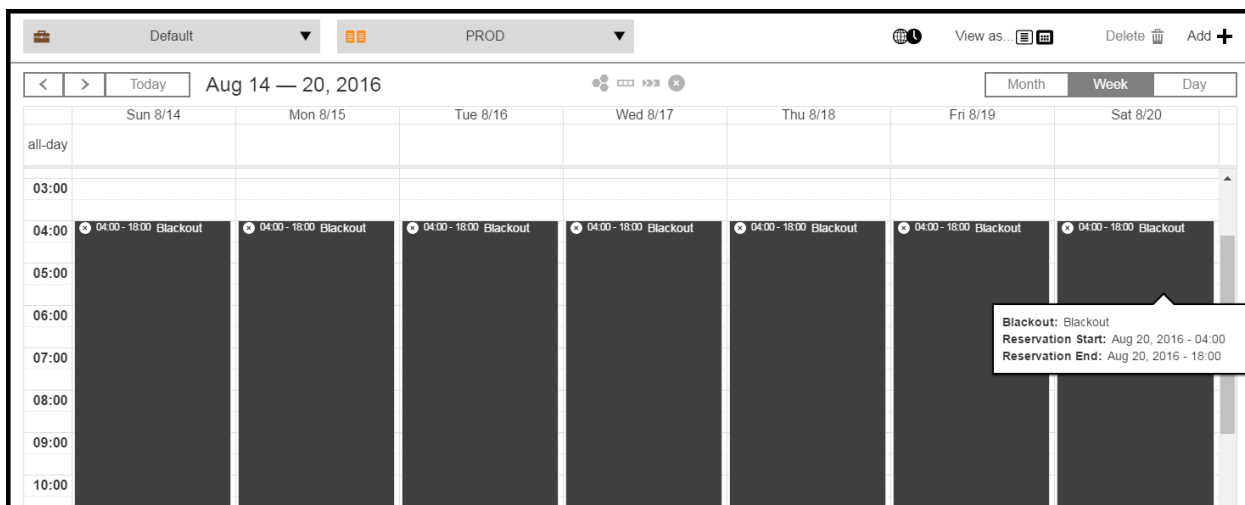 Default PROD View as... Delete Add
Today Aug 14 — 20, 2016 Month Week Day
Sun 8/14 Mon 8/15 Tue 8/16 Wed 8/17 Thu 8/18 Fri 8/19 Sat 8/20
all-day
03:00
04:00 04:00 - 18:00 Blackout 04:00 - 18:00 Blackout 04:00 - 18:00 Blackout 04:00 - 18:00 Blackout 04:00 - 18:00 Blackout 04:00 - 18:00 Blackout 04:00 - 18:00 Blackout
05:00
06:00
Blackout: Blackout
Reservation Start: Aug 20, 2016 - 04:00
Reservation End: Aug 20, 2016 - 18:00
07:00
08:00
09:00
10:00